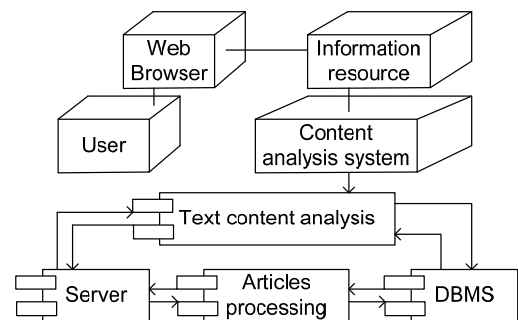 Web
Browser
Information
resource
User
Content
analysis system
Text content analysis
Server
Articles
processing
DBMS